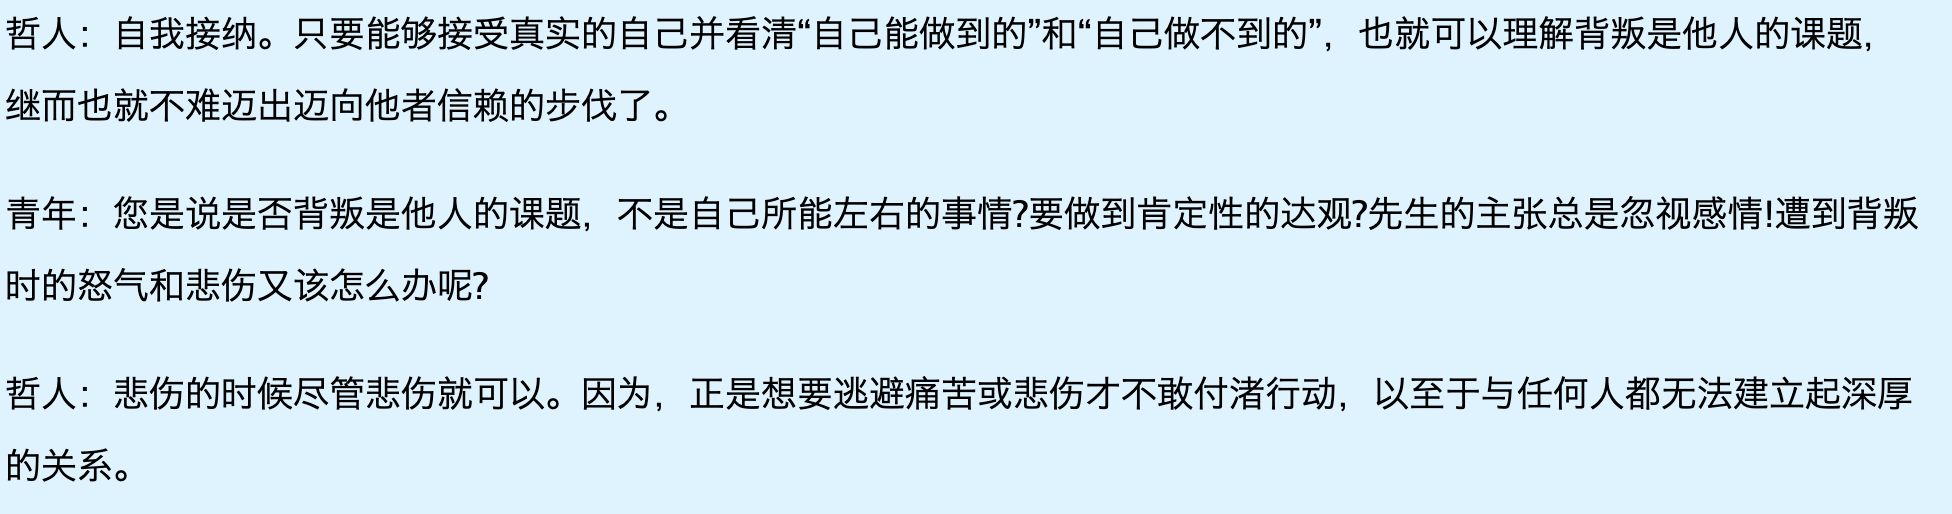 哲人：自我接纳。只要能够接受真实的自己并看清“自己能做到的”和“自己做不到的”，也就可以理解背叛是他人的课题，
继而也就不难迈出迈向他者信赖的步伐了。
青年：您是说是否背叛是他人的课题，不是自己所能左右的事情?要做到肯定性的达观?先生的主张总是忽视感情!遭到背叛
时的怒气和悲伤又该怎么办呢?
哲人：悲伤的时候尽管悲伤就可以。因为，正是想要逃避痛苦或悲伤才不敢付渚行动，以至于与任何人都无法建立起深厚
的关系。